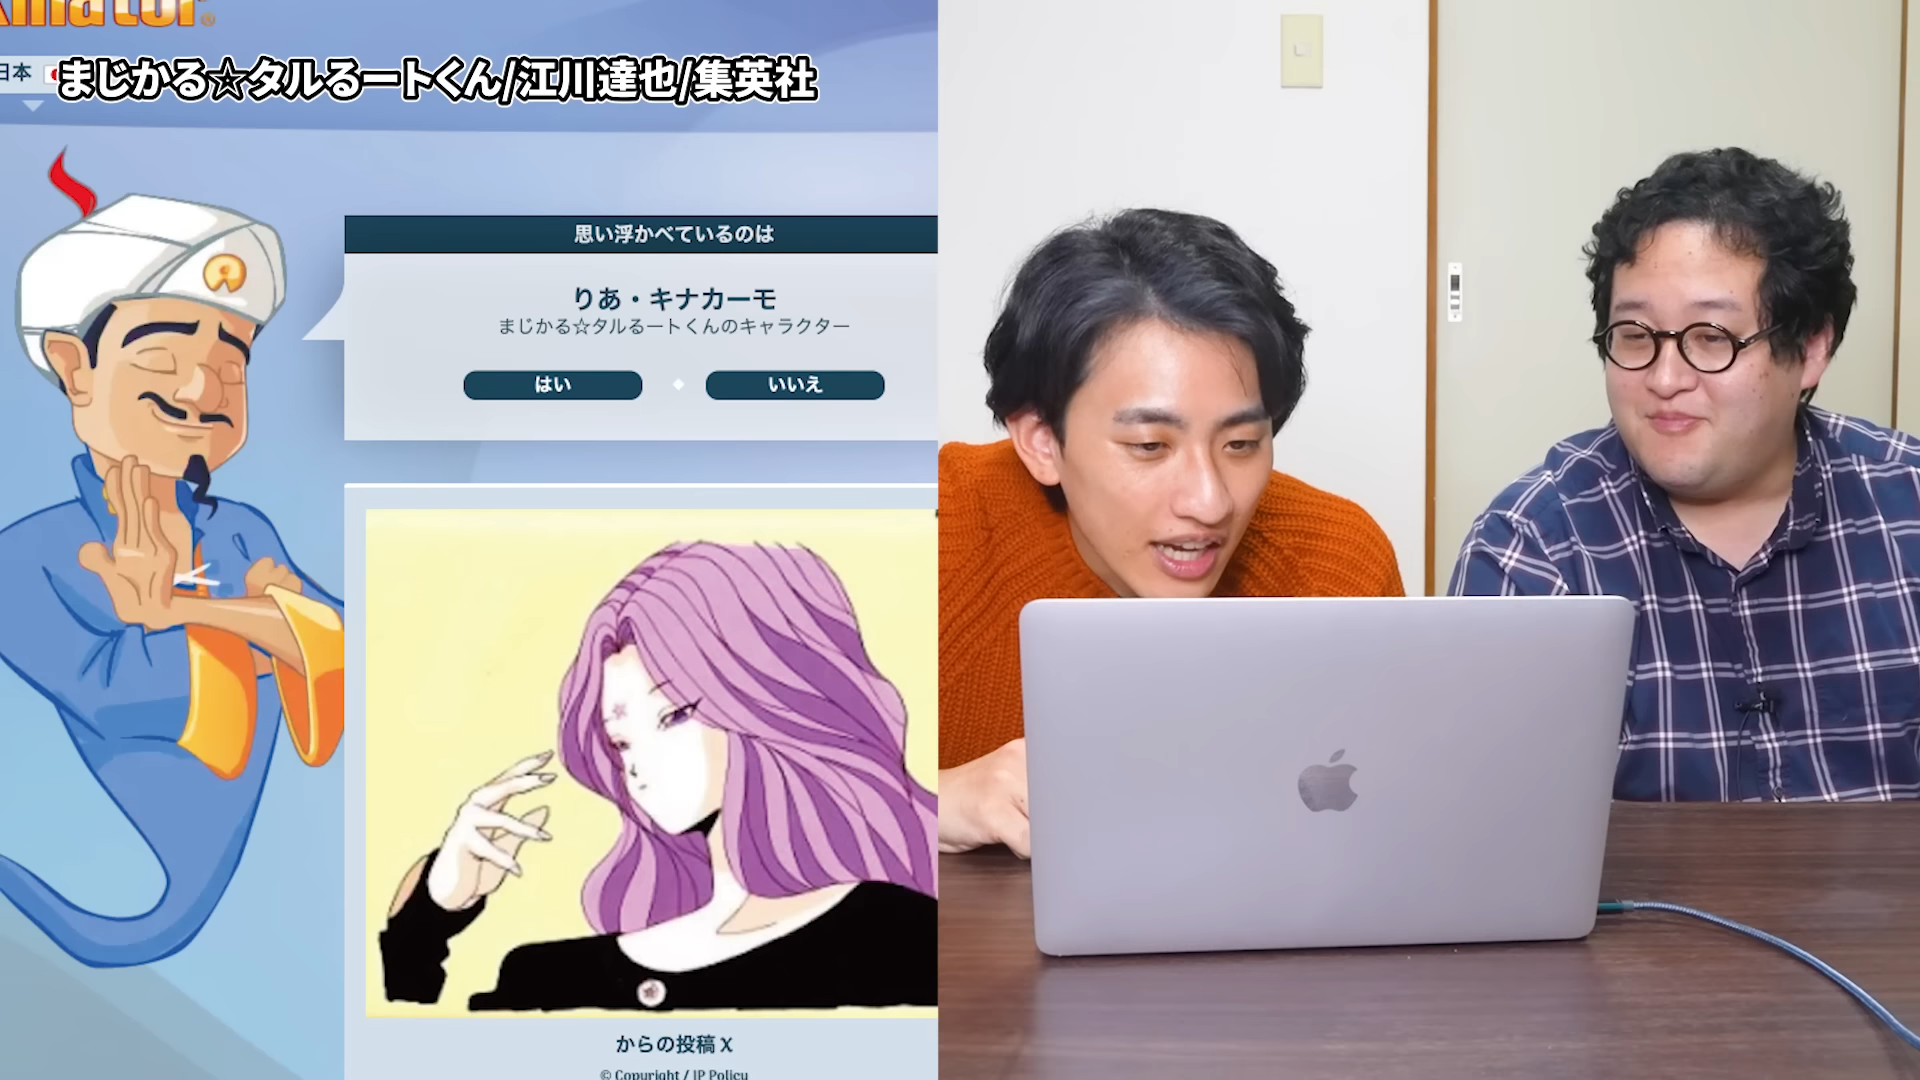 まじかる☆タルるートくん/江川達也/集英社
日本
思い浮かべているのは
りあ・キナカーモ
まじかる☆タルるートくんのキャラクター
はい
いいえ
からの投稿 X
© Copyright / IP Policy